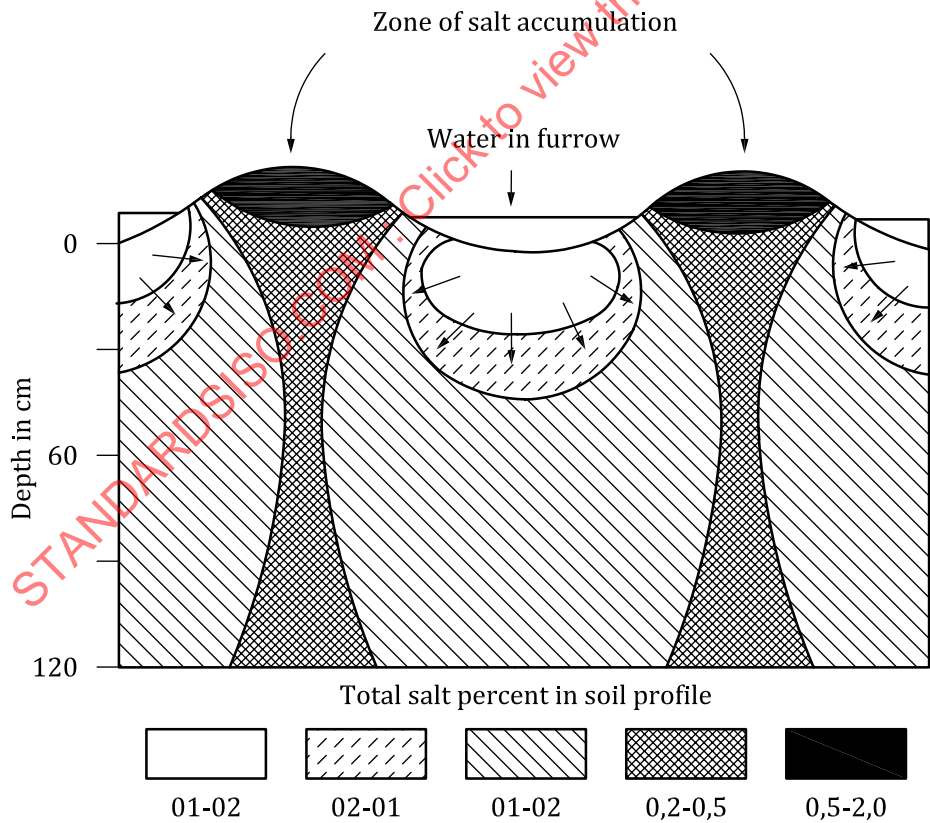 Zone of salt accumulation
Water in furrow
0
60
120
Depth in cm
Total salt percent in soil profile
01-02 02-01 01-02 0,2-0,5 0,5-2,0
STANDARDSISO.COM : Click to view th